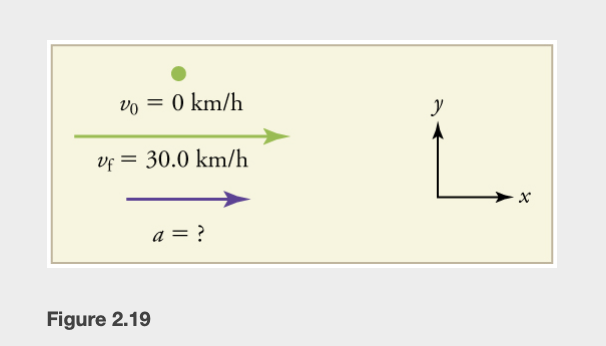 v₀ = 0 km/h
v_f = 30.0 km/h
a = ?
y
x
Figure 2.19